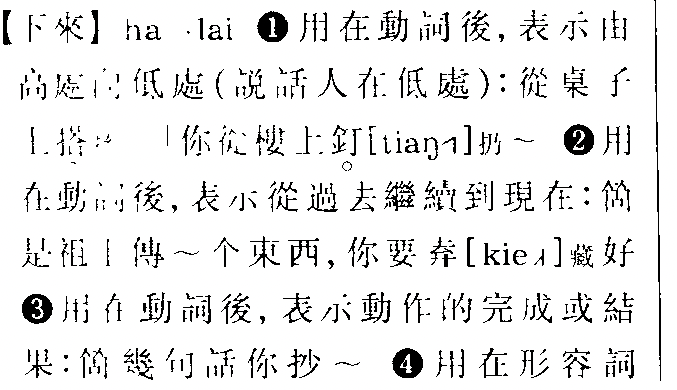 【下來】 ha ·lai ❶用在動詞後，表示由
高處向低處(說話人在低處)：從桌子
上搭～ 「你從樓上釘[tiaŋ˧]扔～ ❷用
在動詞後，表示從過去繼續到現在：箇
是祖上傳～个東西，你要弆[kie˩]藏好
❸用在動詞後，表示動作的完成或結
果：箇幾句話你抄～ ❹用在形容詞